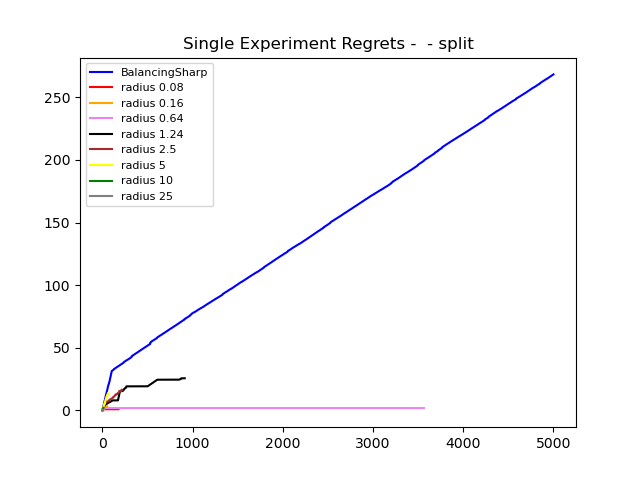 Single Experiment Regrets -  - split
BalancingSharp
radius 0.08
radius 0.16
radius 0.64
radius 1.24
radius 2.5
radius 5
radius 10
radius 25
250
200
150
100
50
0
0 1000 2000 3000 4000 5000